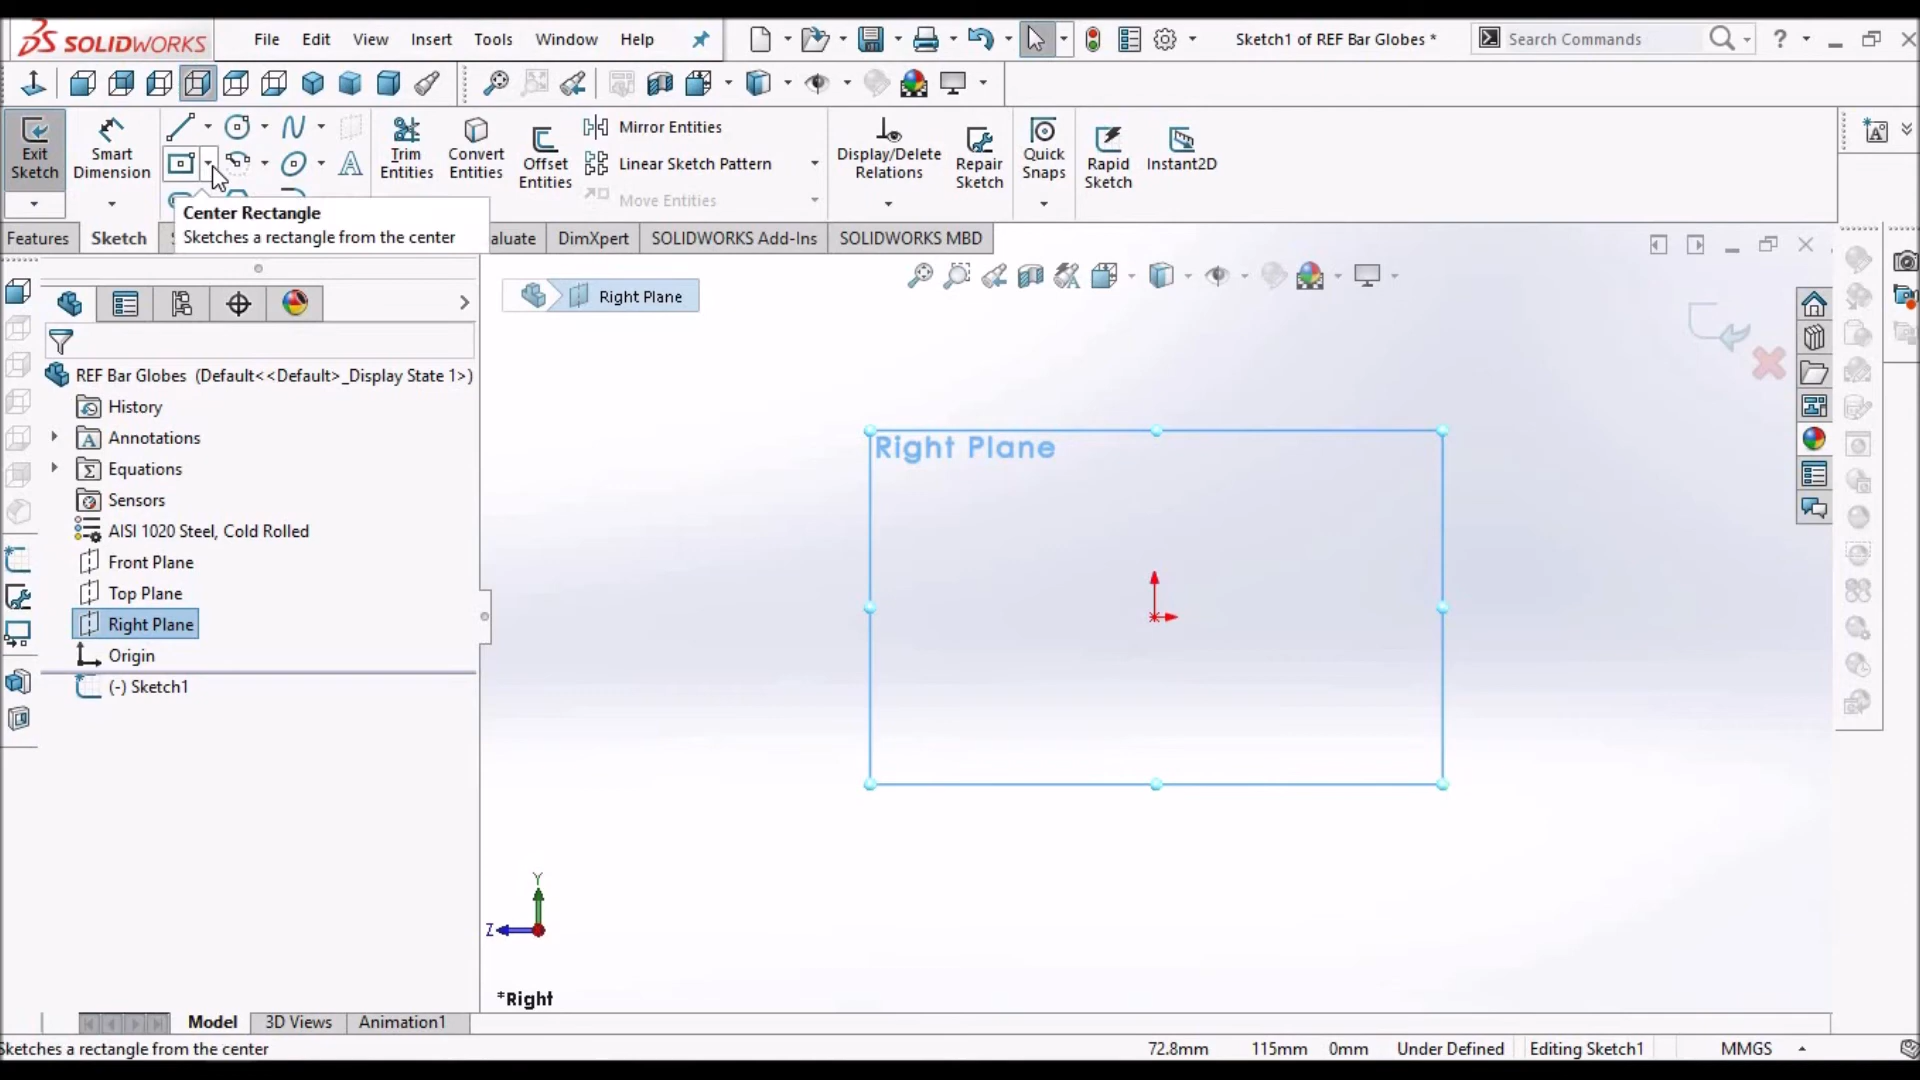 SOLIDWORKS
File Edit View Insert Tools Window Help
Sketch1 of REF Bar Globes *
Search Commands
?
Exit Sketch
Smart Dimension
Trim Entities
Convert Entities
Offset Entities
Mirror Entities
Linear Sketch Pattern
Move Entities
Display/Delete Relations
Repair Sketch
Quick Snaps
Rapid Sketch
Instant2D
Center Rectangle
Sketches a rectangle from the center
Features Sketch S aluate DimXpert SOLIDWORKS Add-Ins SOLIDWORKS MBD
Right Plane
REF Bar Globes (Default<<Default>_Display State 1>)
History
Annotations
Equations
Sensors
AISI 1020 Steel, Cold Rolled
Front Plane
Top Plane
Right Plane
Origin
(-) Sketch1
Right Plane
Y
Z
*Right
Model 3D Views Animation1
Sketches a rectangle from the center
72.8mm 115mm 0mm Under Defined Editing Sketch1 MMGS